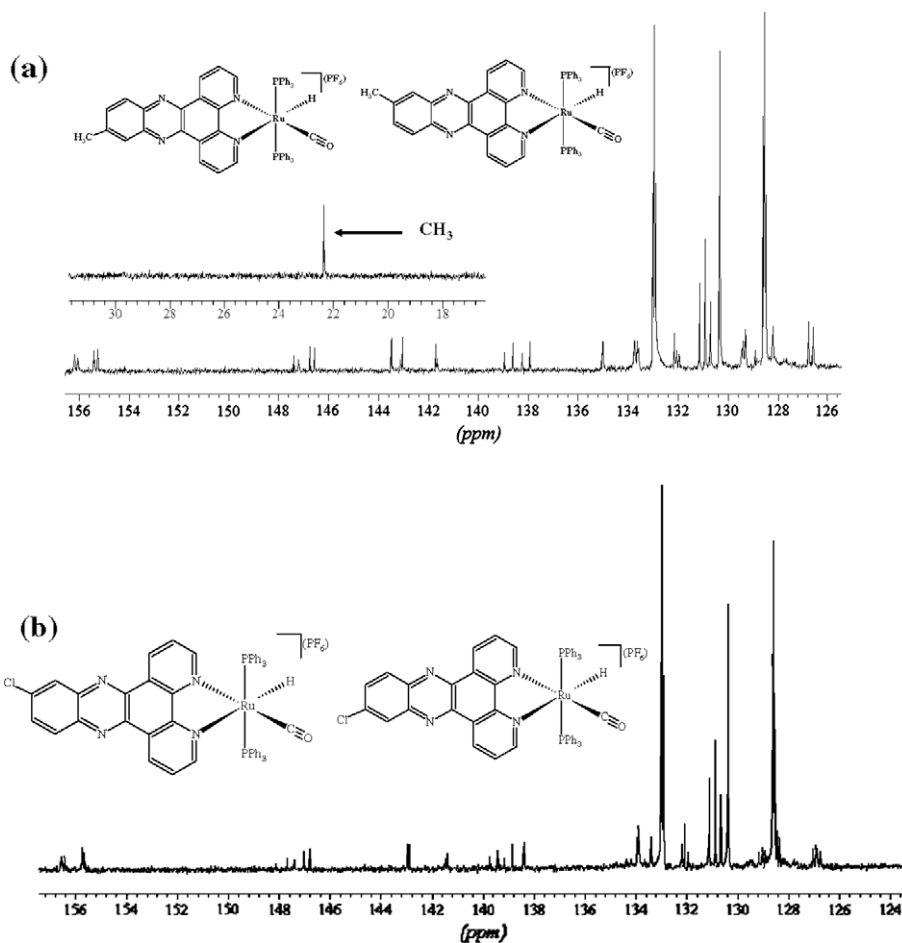 (a)
PPh3 H (PF6)
N N Ru C O
H3C N N
PPh3
PPh3 H (PF6)
H3C N N
Ru C O
N N
PPh3
CH3
30 28 26 24 22 20 18
156 154 152 150 148 146 144 142 140 138 136 134 132 130 128 126
(ppm)
(b)
PPh3 H (PF6)
Cl N N
Ru C O
N N
PPh3
PPh3 H (PF6)
N N
Ru C O
Cl N N
PPh3
156 154 152 150 148 146 144 142 140 138 136 134 132 130 128 126 124
(ppm)